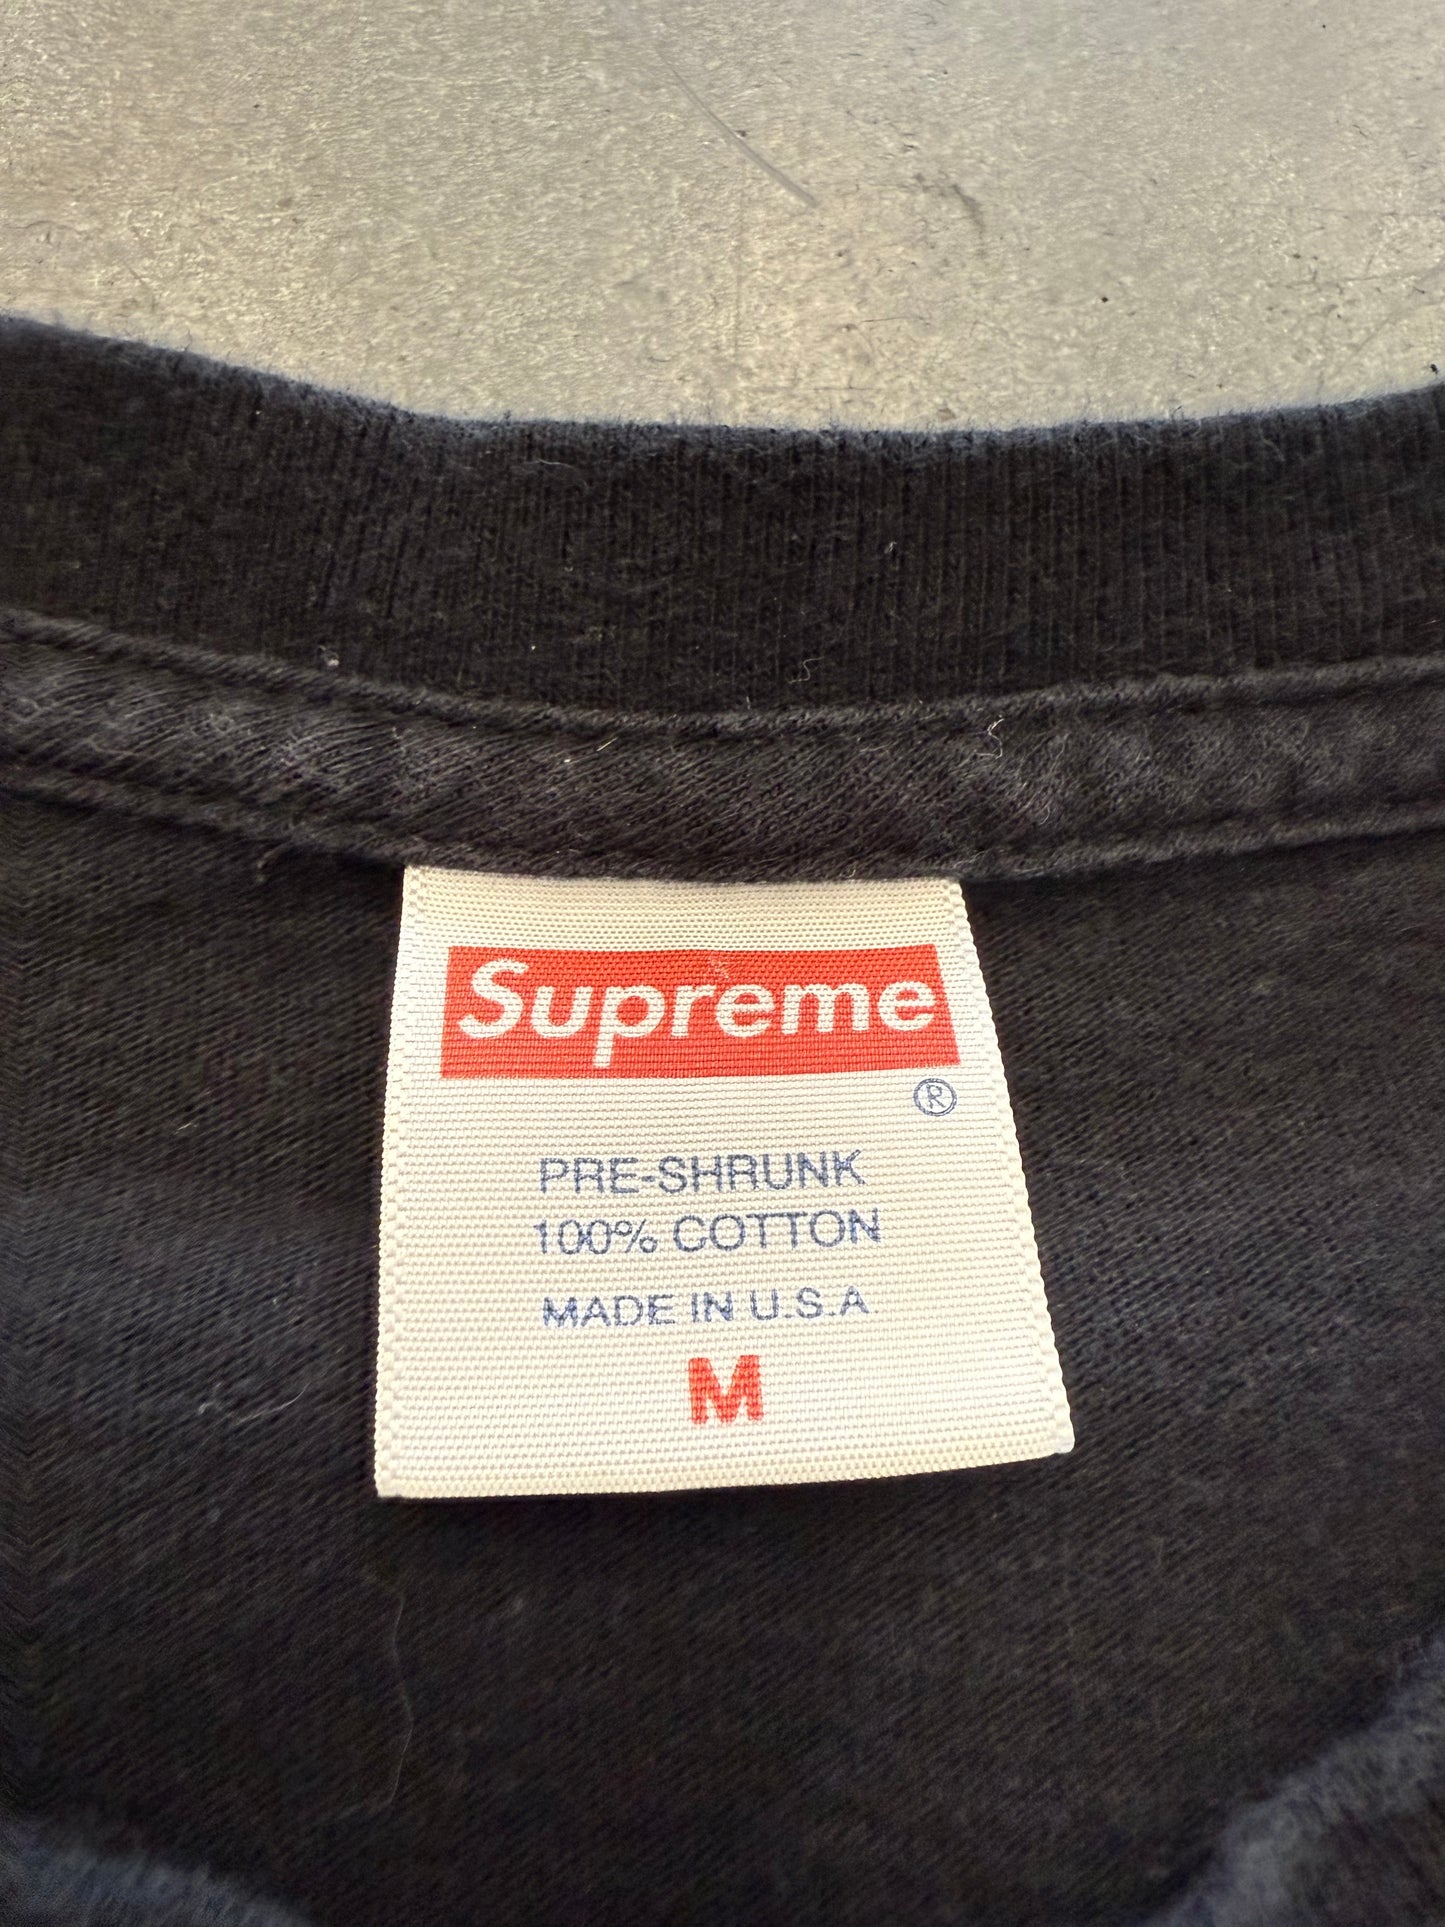 Supreme
®
PRE-SHRUNK
100% COTTON
MADE IN U.S.A
M